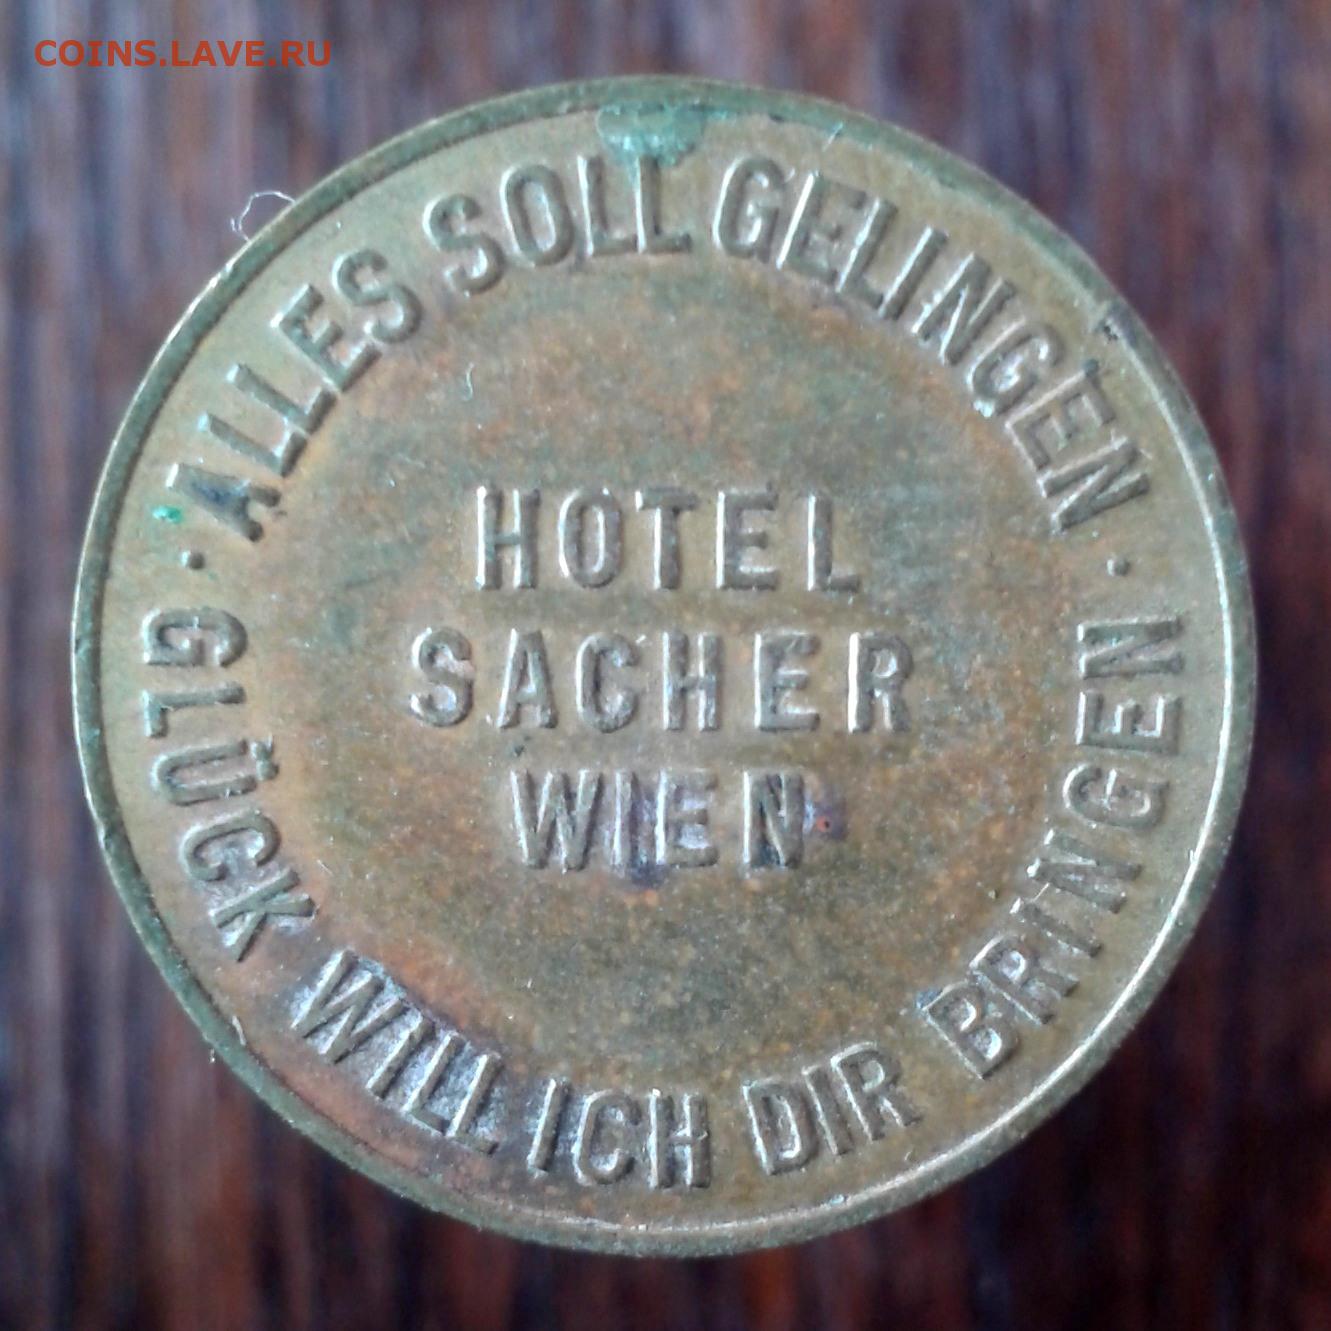 COINS.LAVE.RU
· ALLES SOLL GELINGEN ·
HOTEL
SACHER
WIEN
GLÜCK WILL ICH DIR BRINGEN